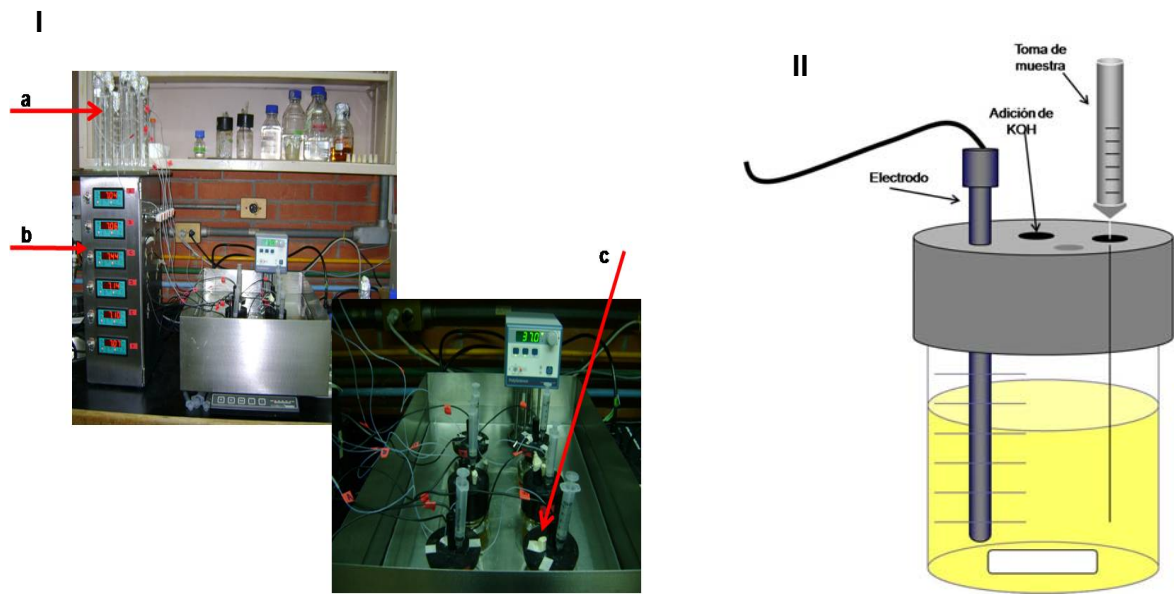 I
a
b
c
37.0
II
Toma de
muestra
Adición de
KOH
Electrodo